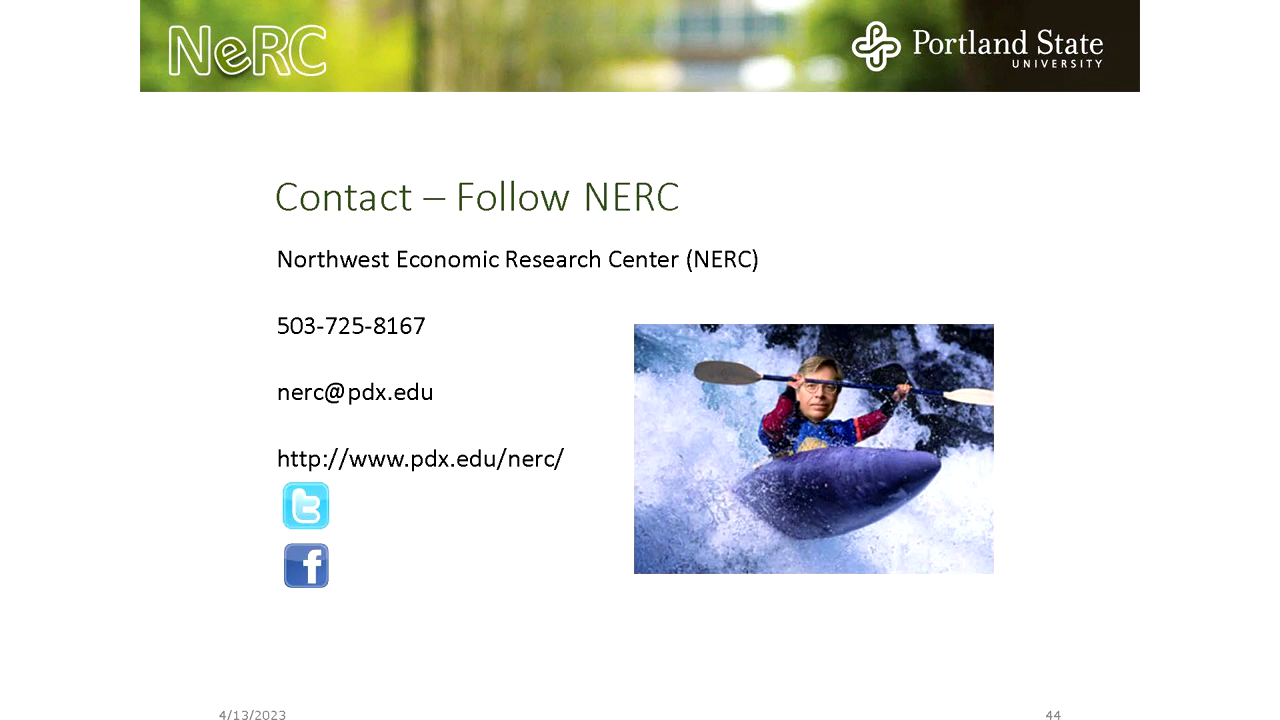 NeRC
Portland State
UNIVERSITY
Contact – Follow NERC
Northwest Economic Research Center (NERC)
503-725-8167
nerc@pdx.edu
http://www.pdx.edu/nerc/
4/13/2023
44